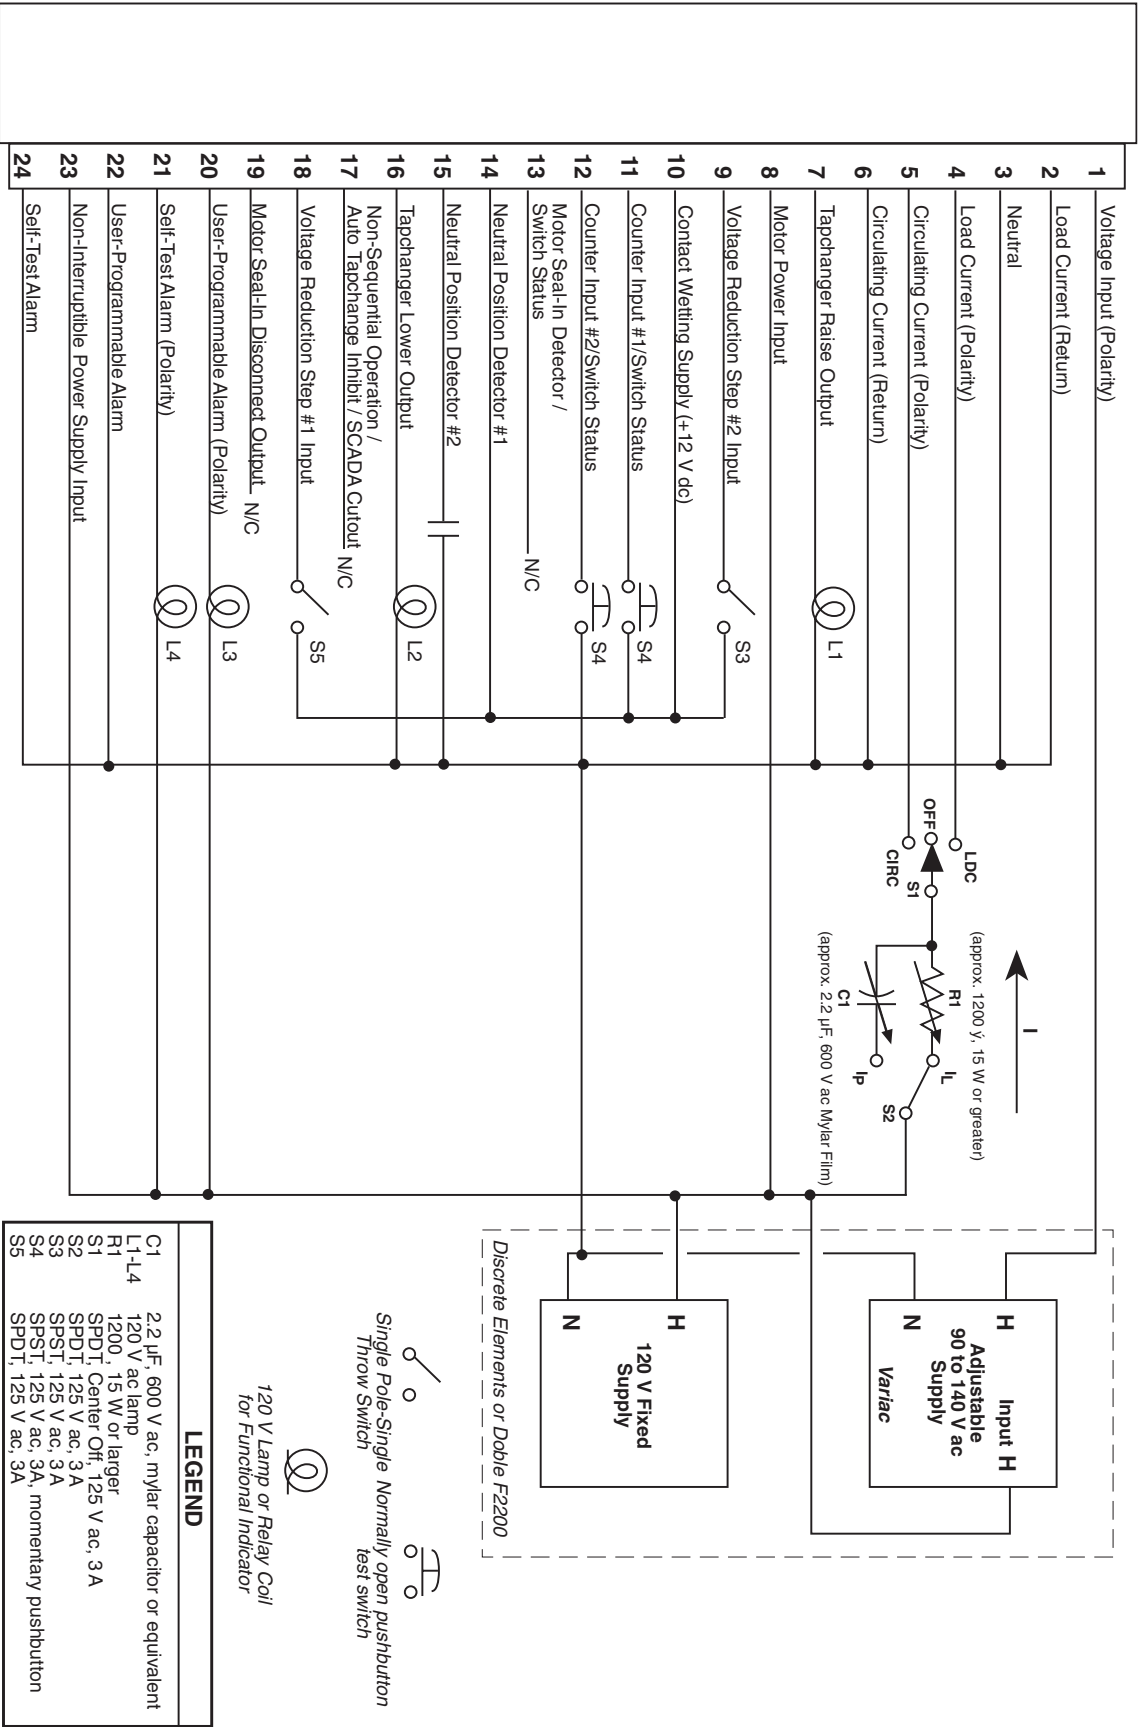 1
Voltage Input (Polarity)
2
Load Current (Return)
3
Neutral
4
Load Current (Polarity)
5
Circulating Current (Polarity)
6
Circulating Current (Return)
7
Tapchanger Raise Output
8
Motor Power Input
9
Voltage Reduction Step #2 Input
10
Contact Wetting Supply (+12 V dc)
11
Counter Input #1/Switch Status
12
Counter Input #2/Switch Status
13
Motor Seal-In Detector /
Switch Status
N/C
14
Neutral Position Detector #1
15
Neutral Position Detector #2
16
Tapchanger Lower Output
17
Non-Sequential Operation /
Auto Tapchange Inhibit / SCADA Cutout
N/C
18
Voltage Reduction Step #1 Input
19
Motor Seal-In Disconnect Output
N/C
20
User-Programmable Alarm (Polarity)
21
Self-Test Alarm (Polarity)
22
User-Programmable Alarm
23
Non-Interruptible Power Supply Input
24
Self-Test Alarm
L1
S3
S4
S4
L2
S5
L3
L4
LDC
OFF
CIRC
S1
I
(approx. 1200 ý, 15 W or greater)
R1
C1
(approx. 2.2 µF, 600 V ac Mylar Film)
IL
IP
S2
H
Input H
Adjustable
90 to 140 V ac
Supply
N
Variac
H
120 V Fixed
Supply
N
Discrete Elements or Doble F2200
Single Pole-Single
Throw Switch
Normally open pushbutton
test switch
120 V Lamp or Relay Coil
for Functional Indicator
LEGEND
C1 2.2 µF, 600 V ac, mylar capacitor or equivalent
L1-L4 120 V ac lamp
R1 1200 , 15 W or larger
S1 SPDT, Center Off, 125 V ac, 3 A
S2 SPDT, 125 V ac, 3 A
S3 SPST, 125 V ac, 3 A
S4 SPST, 125 V ac, 3A, momentary pushbutton
S5 SPDT, 125 V ac, 3A